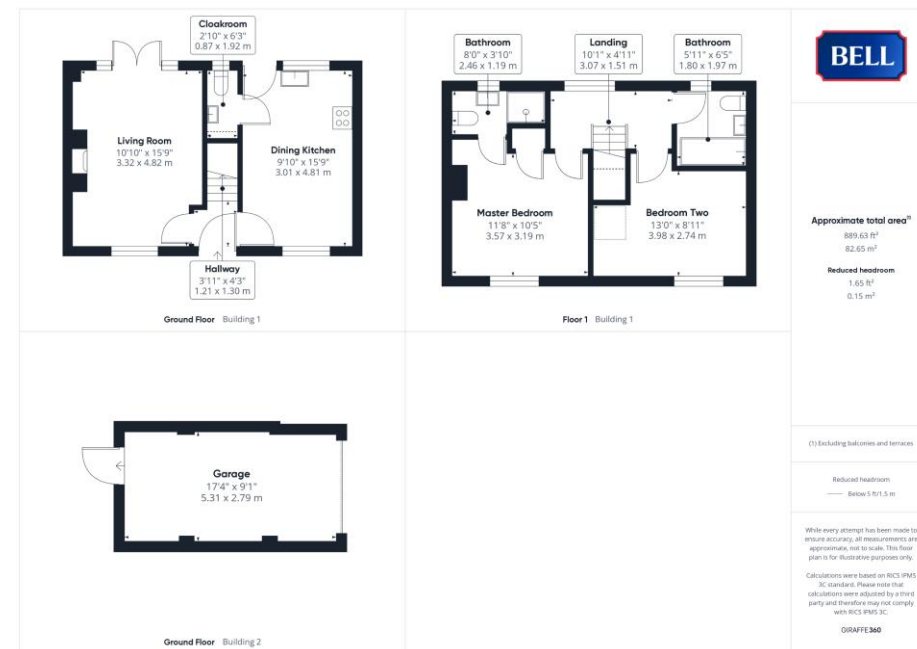 Cloakroom
2'10" x 6'3"
0.87 x 1.92 m
Living Room
10'10" x 15'9"
3.32 x 4.82 m
Dining Kitchen
9'10" x 15'9"
3.01 x 4.81 m
Hallway
3'11" x 4'3"
1.21 x 1.30 m
Ground Floor Building 1
Bathroom
8'0" x 3'10"
2.46 x 1.19 m
Landing
10'1" x 4'11"
3.07 x 1.51 m
Bathroom
5'11" x 6'5"
1.80 x 1.97 m
Master Bedroom
11'8" x 10'5"
3.57 x 3.19 m
Bedroom Two
13'0" x 8'11"
3.98 x 2.74 m
Floor 1 Building 1
Garage
17'4" x 9'1"
5.31 x 2.79 m
Ground Floor Building 2
BELL
Approximate total area⁽¹⁾
889.63 ft²
82.65 m²
Reduced headroom
1.65 ft²
0.15 m²
(1) Excluding balconies and terraces
Reduced headroom
Below 5 ft/1.5 m
While every attempt has been made to
ensure accuracy, all measurements are
approximate, not to scale. This floor
plan is for illustrative purposes only.
Calculations were based on RICS IPMS
3C standard. Please note that
calculations were adjusted by a third
party and therefore may not comply
with RICS IPMS 3C.
GIRAFFE360